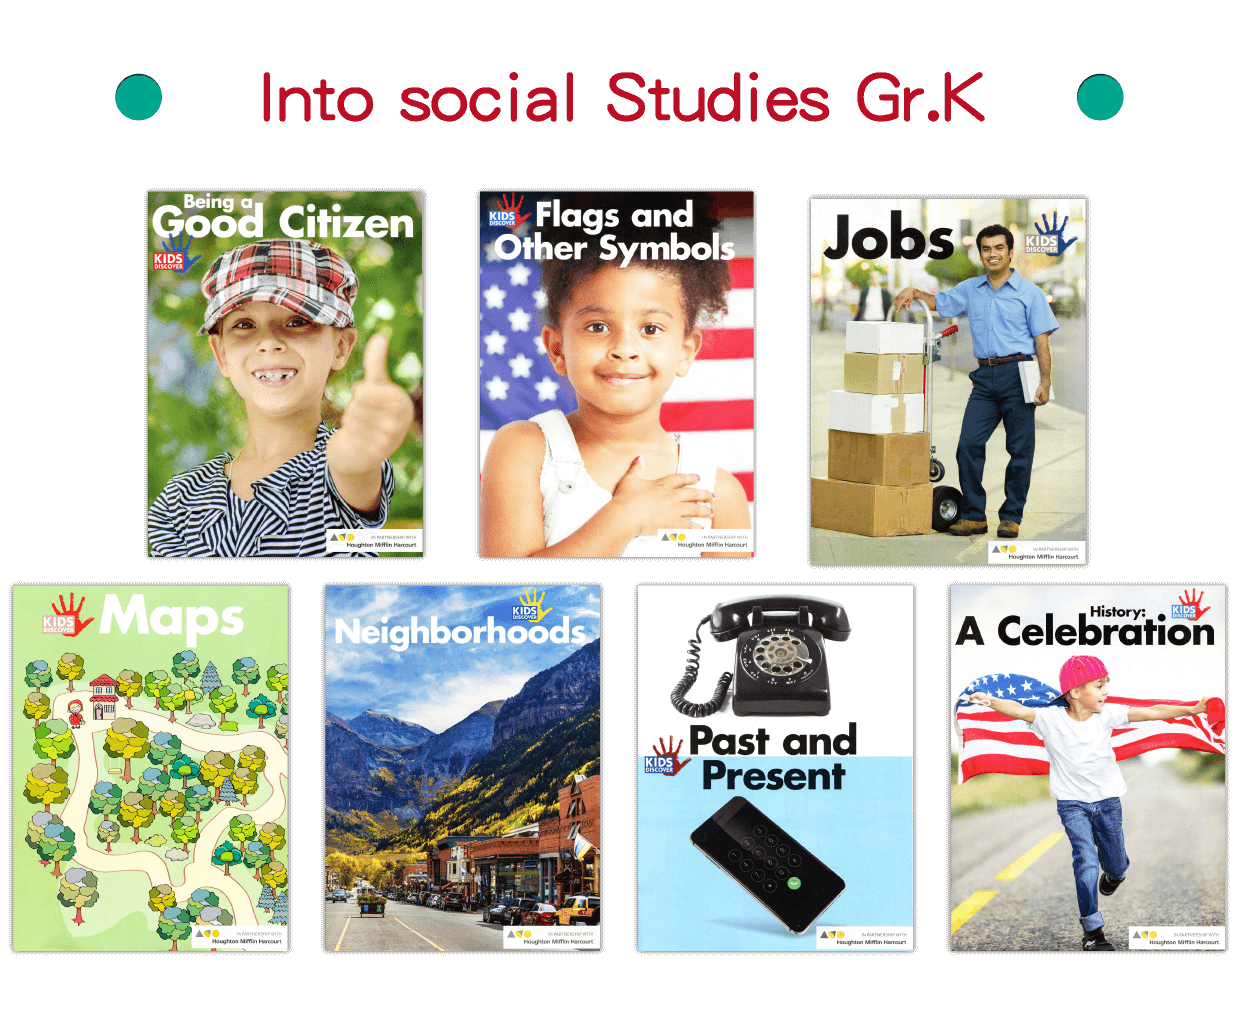 Into social Studies Gr.K
Being a
Good Citizen
KIDS
DISCOVER
IN PARTNERSHIP WITH
Houghton Mifflin Harcourt
KIDS
DISCOVER
Flags and
Other Symbols
IN PARTNERSHIP WITH
Houghton Mifflin Harcourt
Jobs
KIDS
DISCOVER
IN PARTNERSHIP WITH
Houghton Mifflin Harcourt
KIDS
DISCOVER
Maps
IN PARTNERSHIP WITH
Houghton Mifflin Harcourt
KIDS
DISCOVER
Neighborhoods
IN PARTNERSHIP WITH
Houghton Mifflin Harcourt
Past and
Present
KIDS
DISCOVER
IN PARTNERSHIP WITH
Houghton Mifflin Harcourt
KIDS
DISCOVER
History:
A Celebration
IN PARTNERSHIP WITH
Houghton Mifflin Harcourt